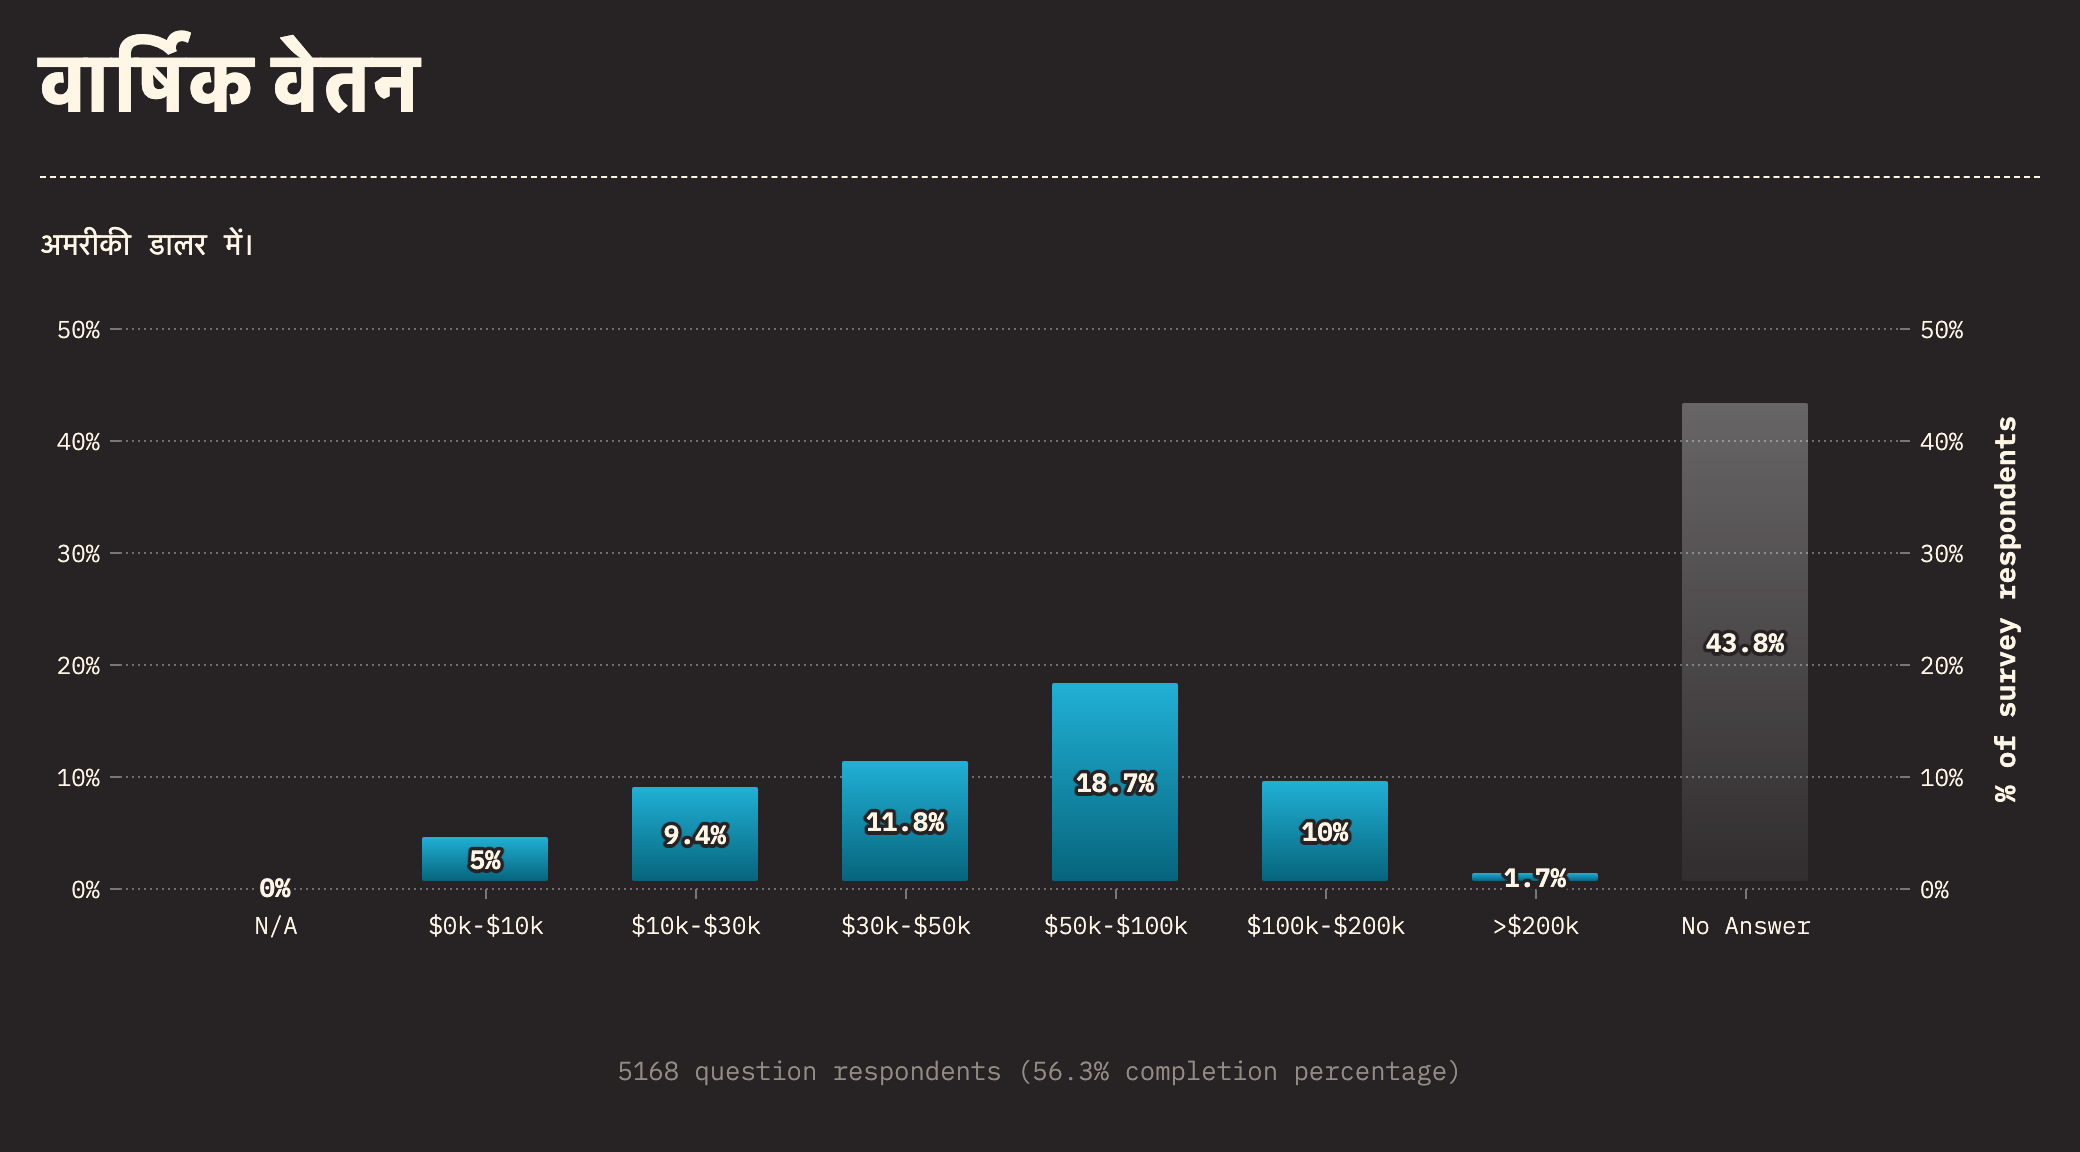 वार्षिक वेतन
अमरीकी डालर में।
50% 50%
40% 40%
30% 30%
20% 20%
10% 10%
0% 0%
% of survey respoudeuts
0% 5% 9.4% 11.8% 18.7% 10% 1.7% 43.8%
N/A $0k-$10k $10k-$30k $30k-$50k $50k-$100k $100k-$200k >$200k No Answer
5168 question respondents (56.3% completion percentage)